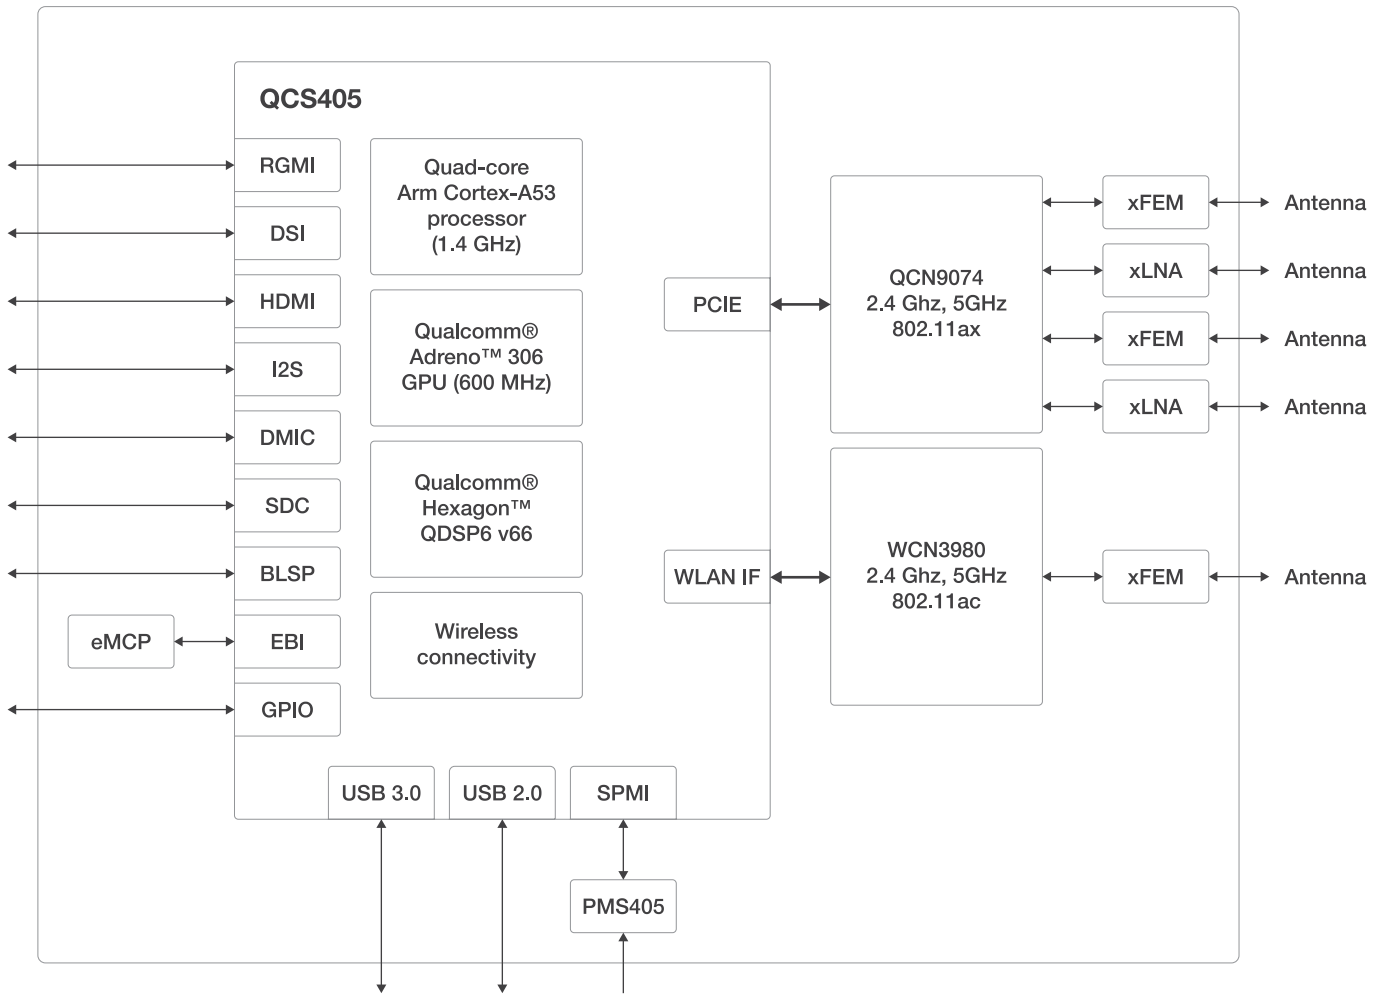 QCS405
RGMI
DSI
HDMI
I2S
DMIC
SDC
BLSP
eMCP
EBI
GPIO
Quad-core
Arm Cortex-A53
processor
(1.4 GHz)
Qualcomm®
Adreno™ 306
GPU (600 MHz)
Qualcomm®
Hexagon™
QDSP6 v66
Wireless
connectivity
PCIE
WLAN IF
USB 3.0
USB 2.0
SPMI
PMS405
QCN9074
2.4 Ghz, 5GHz
802.11ax
xFEM
Antenna
xLNA
Antenna
xFEM
Antenna
xLNA
Antenna
WCN3980
2.4 Ghz, 5GHz
802.11ac
xFEM
Antenna